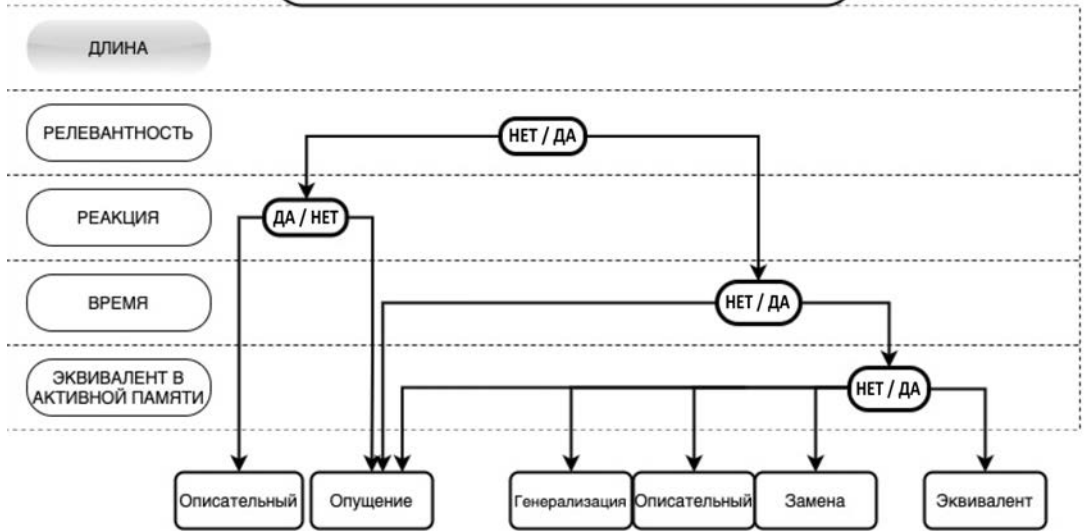 ДЛИНА
РЕЛЕВАНТНОСТЬ
НЕТ / ДА
РЕАКЦИЯ
ДА / НЕТ
ВРЕМЯ
НЕТ / ДА
ЭКВИВАЛЕНТ В
АКТИВНОЙ ПАМЯТИ
НЕТ / ДА
Описательный
Опущение
Генерализация
Описательный
Замена
Эквивалент